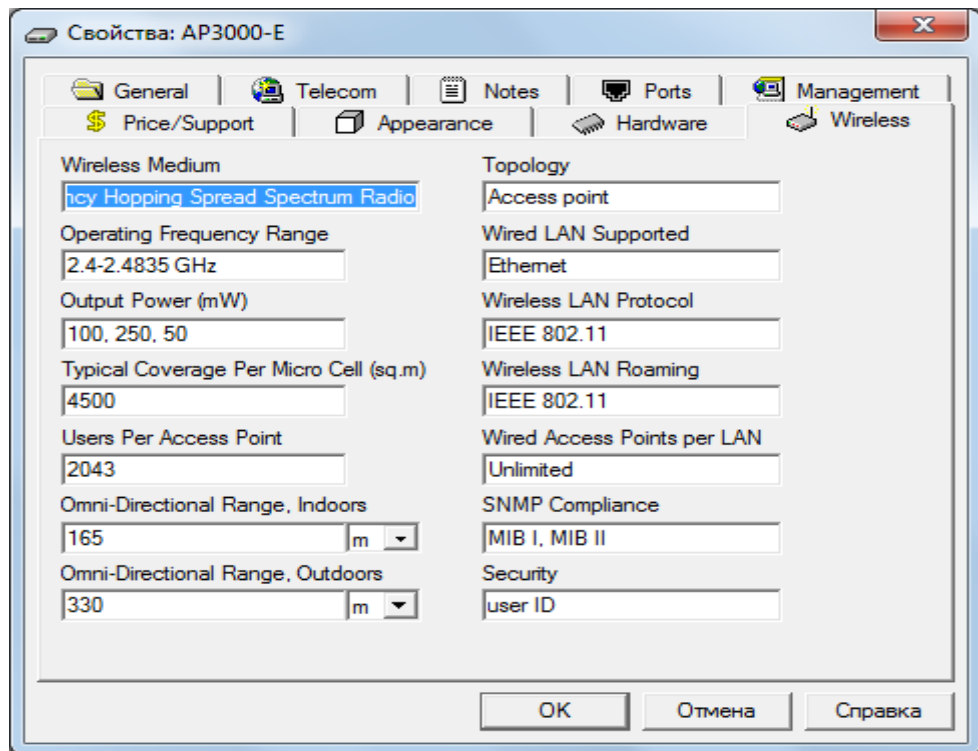 Свойства: AP3000-E
General Telecom Notes Ports Management
Price/Support Appearance Hardware Wireless
Wireless Medium
ncy Hopping Spread Spectrum Radio
Topology
Access point
Operating Frequency Range
2.4-2.4835 GHz
Wired LAN Supported
Ethernet
Output Power (mW)
100, 250, 50
Wireless LAN Protocol
IEEE 802.11
Typical Coverage Per Micro Cell (sq.m)
4500
Wireless LAN Roaming
IEEE 802.11
Users Per Access Point
2043
Wired Access Points per LAN
Unlimited
Omni-Directional Range, Indoors
165 m
SNMP Compliance
MIB I, MIB II
Omni-Directional Range, Outdoors
330 m
Security
user ID
OK Отмена Справка